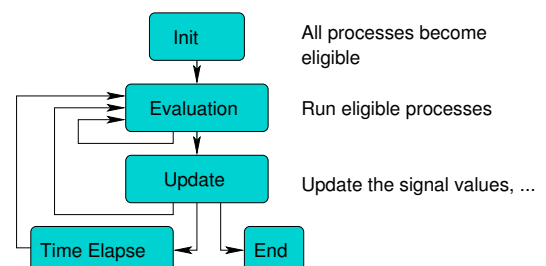 Init
All processes become
eligible
Evaluation
Run eligible processes
Update
Update the signal values, ...
Time Elapse
End